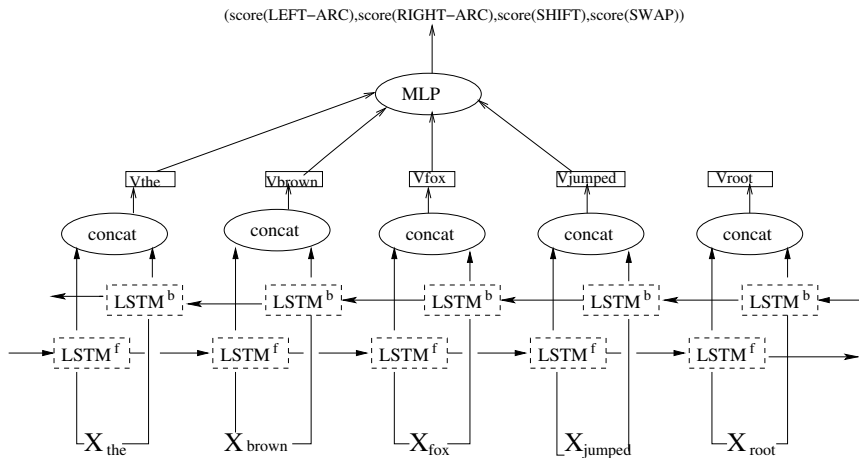 (score(LEFT−ARC),score(RIGHT−ARC),score(SHIFT),score(SWAP))
MLP
Vthe Vbrown Vfox Vjumped Vroot
concat concat concat concat concat
LSTM b LSTM b LSTM b LSTM b LSTM b
LSTM f LSTM f LSTM f LSTM f LSTM f
X the X brown X fox X jumped X root